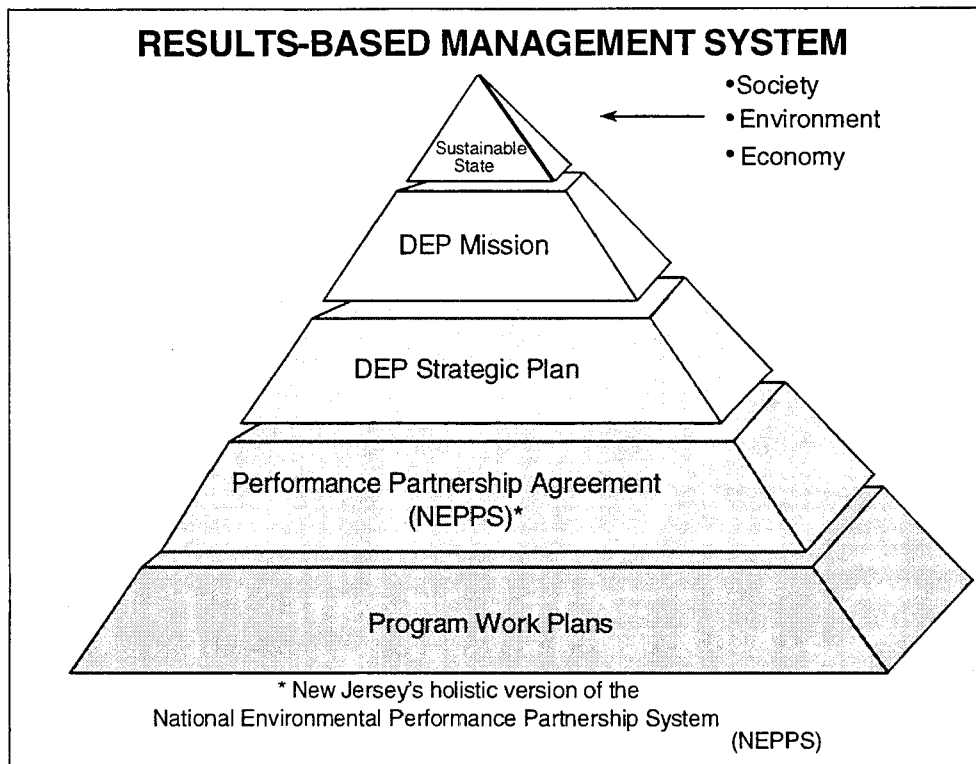 RESULTS-BASED MANAGEMENT SYSTEM
•Society
• Environment
• Economy
Sustainable
State
DEP Mission
DEP Strategic Plan
Performance Partnership Agreement
(NEPPS)*
Program Work Plans
* New Jersey's holistic version of the
National Environmental Performance Partnership System
(NEPPS)